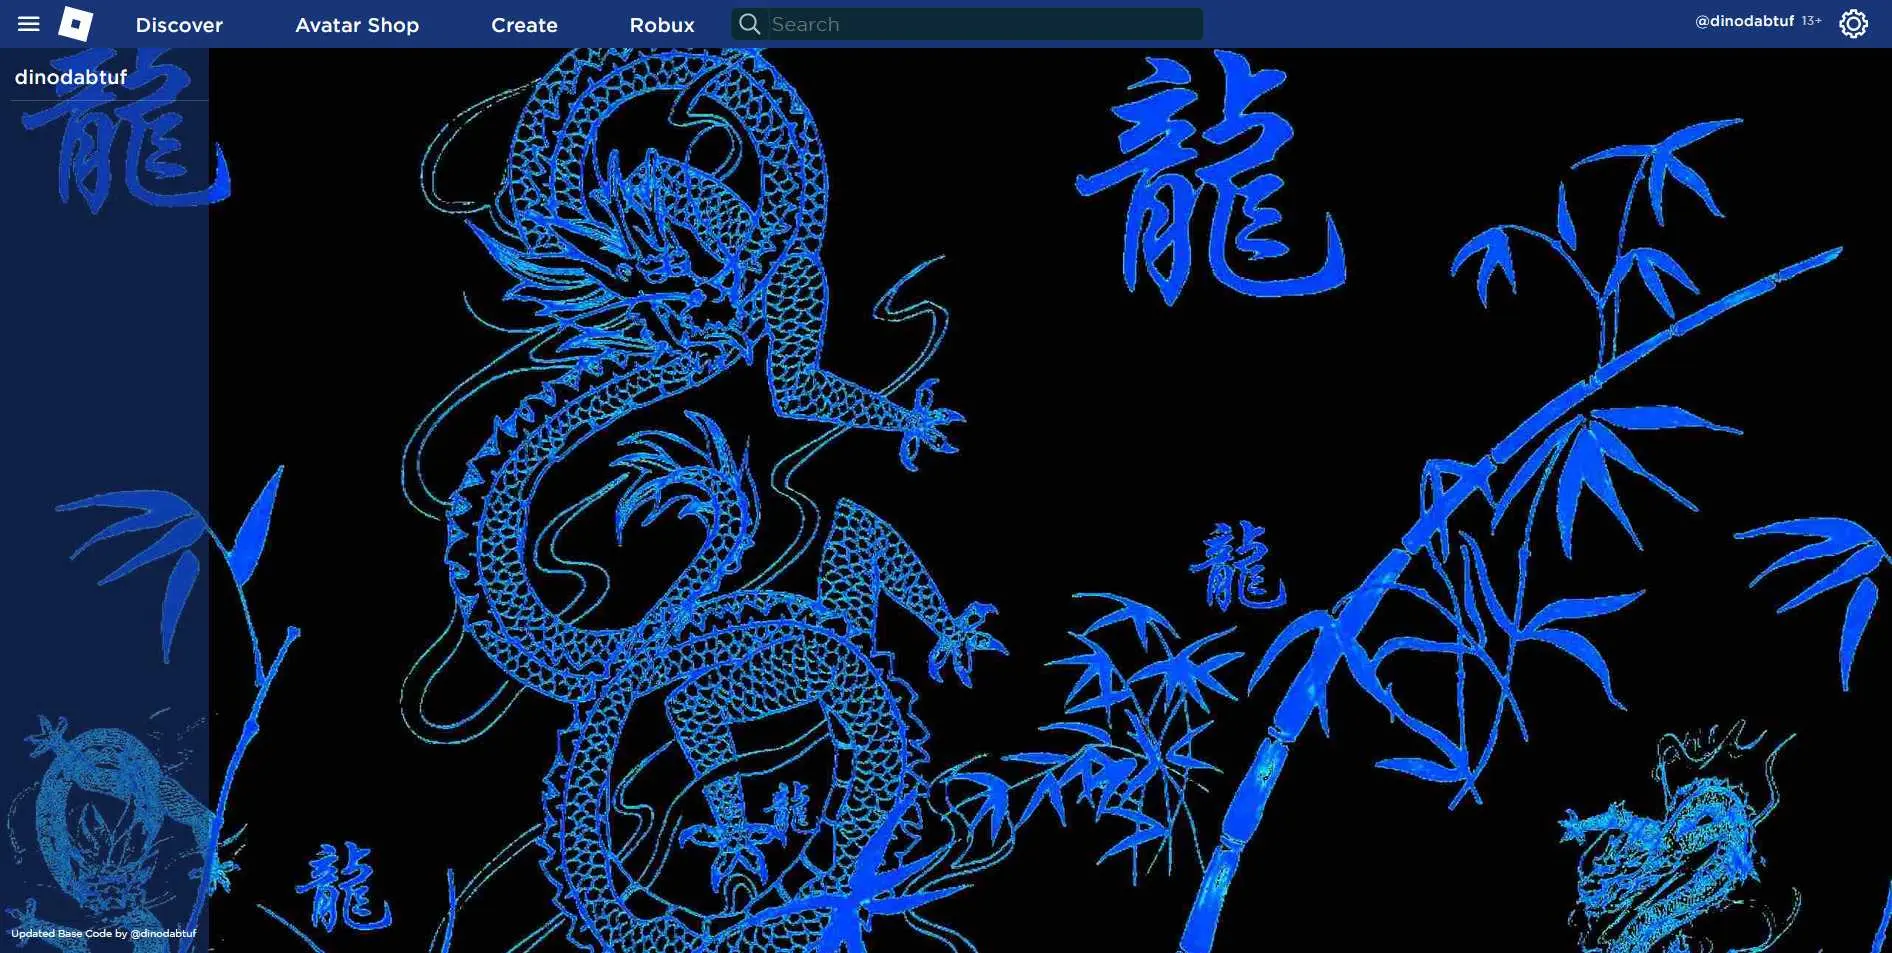 Discover
Avatar Shop
Create
Robux
Search
@dinodabtuf 13+
dinodabtuf
龍
龍
龍
龍
龍
Updated Base Code by @dinodabtuf